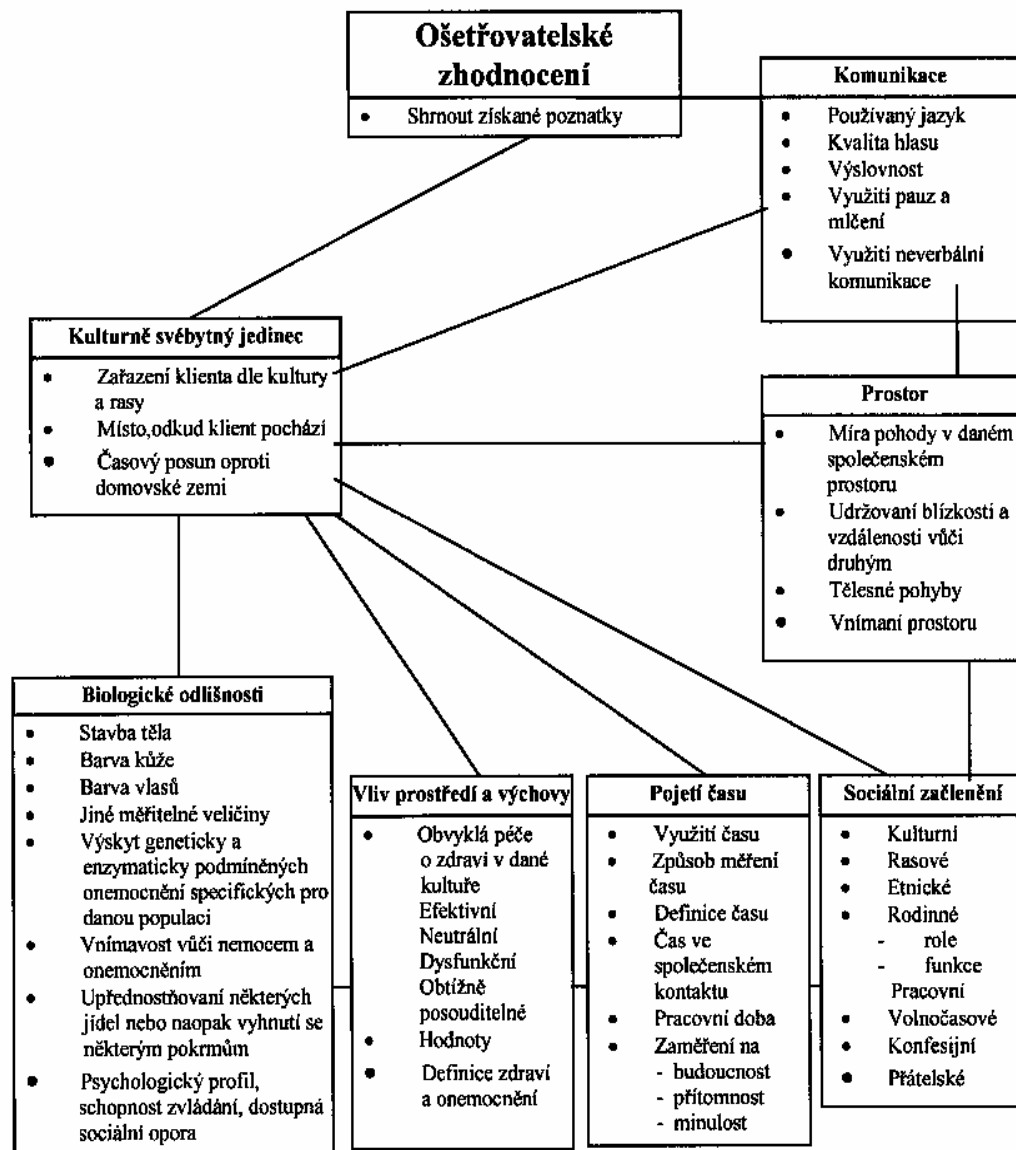 Ošetřovatelské
zhodnocení
• Shrnout získané poznatky
Komunikace
• Používaný jazyk
• Kvalita hlasu
• Výslovnost
• Využití pauz a
mlčení
• Využití neverbální
komunikace
Kulturně svébytný jedinec
• Zařazení klienta dle kultury
a rasy
• Místo,odkud klient pochází
• Časový posun oproti
domovské zemi
Prostor
• Míra pohody v daném
společenském
prostoru
• Udržovaní blízkosti a
vzdálenosti vůči
druhým
• Tělesné pohyby
• Vnímaní prostoru
Biologické odlišnosti
• Stavba těla
• Barva kůže
• Barva vlasů
• Jiné měřitelné veličiny
• Výskyt geneticky a
enzymaticky podmíněných
onemocnění specifických pro
danou populaci
• Vnímavost vůči nemocem a
onemocněním
• Upřednostňovaní některých
jídel nebo naopak vyhnutí se
některým pokrmům
• Psychologický profil,
schopnost zvládání, dostupná
sociální opora
Vliv prostředí a výchovy
• Obvyklá péče
o zdraví v dané
kultuře
Efektivní
Neutrální
Dysfunkční
Obtížně
posouditelné
• Hodnoty
• Definice zdraví
a onemocnění
Pojetí času
• Využití času
• Způsob měření
času
• Definice času
• Čas ve
společenském
kontaktu
• Pracovní doba
• Zaměření na
- budoucnost
- přítomnost
- minulost
Sociální začlenění
• Kulturní
• Rasové
• Etnické
• Rodinné
- role
- funkce
Pracovní
• Volnočasové
• Konfesijní
• Přátelské